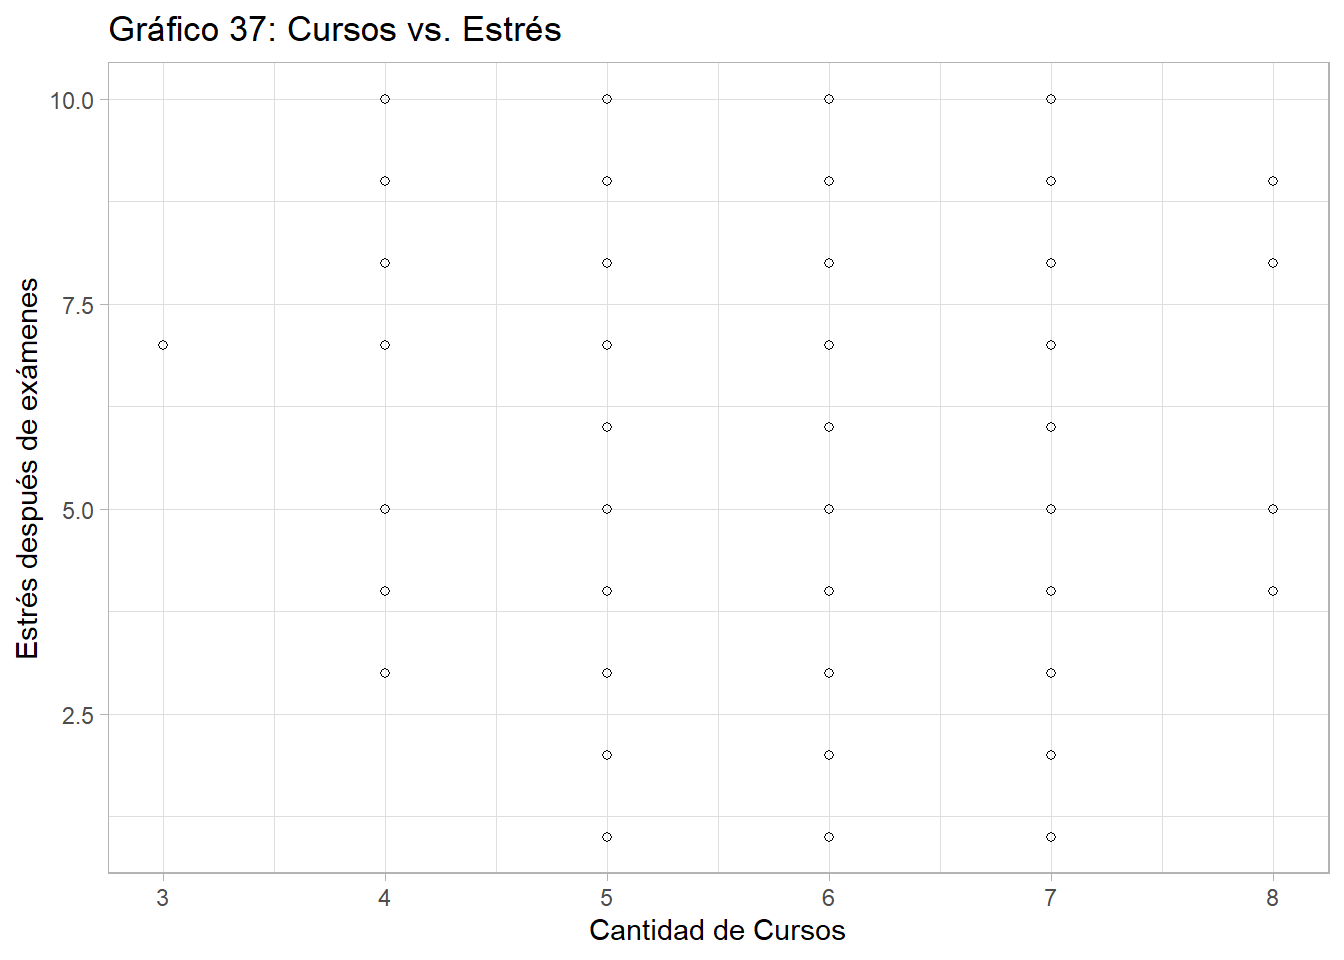 Gráfico 37: Cursos vs. Estrés
Estrés después de exámenes
10.0
7.5
5.0
2.5
3 4 5 6 7 8
Cantidad de Cursos